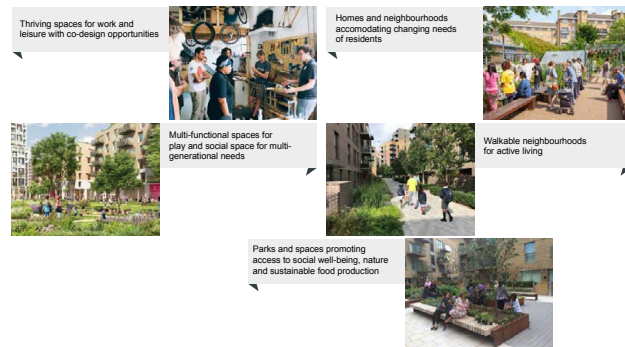 Thriving spaces for work and
leisure with co-design opportunities
Homes and neighbourhoods
accomodating changing needs
of residents
Multi-functional spaces for
play and social space for multi-
generational needs
Walkable neighbourhoods
for active living
Parks and spaces promoting
access to social well-being, nature
and sustainable food production